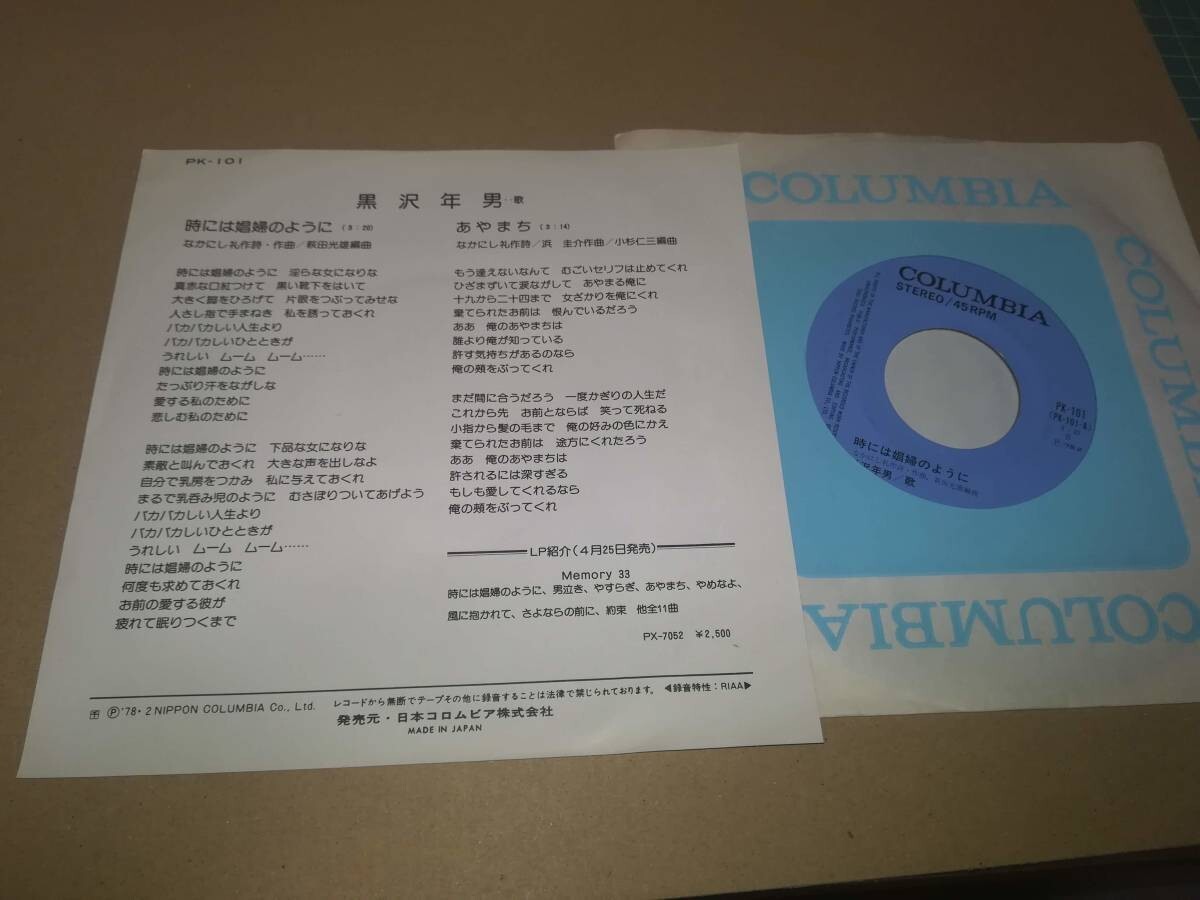 PK-101
黒沢年男‥歌
時には娼婦のように (3:20)
なかにし礼作詩・作曲/萩田光雄編曲
時には娼婦のように 淫らな女になりな
真赤な口紅つけて 黒い靴下をはいて
大きく脚をひろげて 片眼をつぶってみせな
人さし指で手まねき 私を誘っておくれ
バカバカしい人生より
バカバカしいひとときが
うれしい ムーム ムーム……
時には娼婦のように
たっぷり汗をながしな
愛する私のために
悲しむ私のために
時には娼婦のように 下品な女になりな
素敵と叫んでおくれ 大きな声を出しなよ
自分で乳房をつかみ 私に与えておくれ
まるで乳呑み児のように むさぼりついてあげよう
バカバカしい人生より
バカバカしいひとときが
うれしい ムーム ムーム……
時には娼婦のように
何度も求めておくれ
お前の愛する彼が
疲れて眠りつくまで
あやまち (3:14)
なかにし礼作詩/浜 圭介作曲/小杉仁三編曲
もう逢えないなんて むごいセリフは止めてくれ
ひざまずいて涙ながして あやまる俺に
十九から二十四まで 女ざかりを俺にくれ
棄てられたお前は 恨んでいるだろう
ああ 俺のあやまちは
誰より俺が知っている
許す気持ちがあるのなら
俺の頬をぶってくれ
まだ間に合うだろう 一度かぎりの人生だ
これから先 お前とならば 笑って死ねる
小指から髪の毛まで 俺の好みの色にかえ
棄てられたお前は 途方にくれたろう
ああ 俺のあやまちは
許されるには深すぎる
もしも愛してくれるなら
俺の頬をぶってくれ
LP紹介(4月25日発売)
Memory 33
時には娼婦のように、男泣き、やすらぎ、あやまち、やめなよ、
風に抱かれて、さよならの前に、約束 他全11曲
PX-7052 ¥2,500
レコードから無断でテープその他に録音することは法律で禁じられております。 ◀録音特性:RIAA▶
Ⓟ'78・2 NIPPON COLUMBIA Co., Ltd.
発売元・日本コロムビア株式会社
MADE IN JAPAN
COLUMBIA
COLUMBIA
COLUMBIA
COLUMBIA
STEREO/45RPM
PK-101
(PK-101-A)
時には娼婦のように
なかにし礼作詩・作曲、萩田光雄編曲
黒沢年男/歌